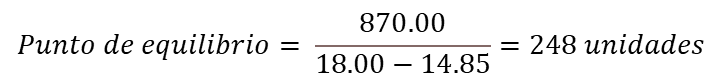 Punto de equilibrio = 870.00 / 18.00 − 14.85 = 248 unidades